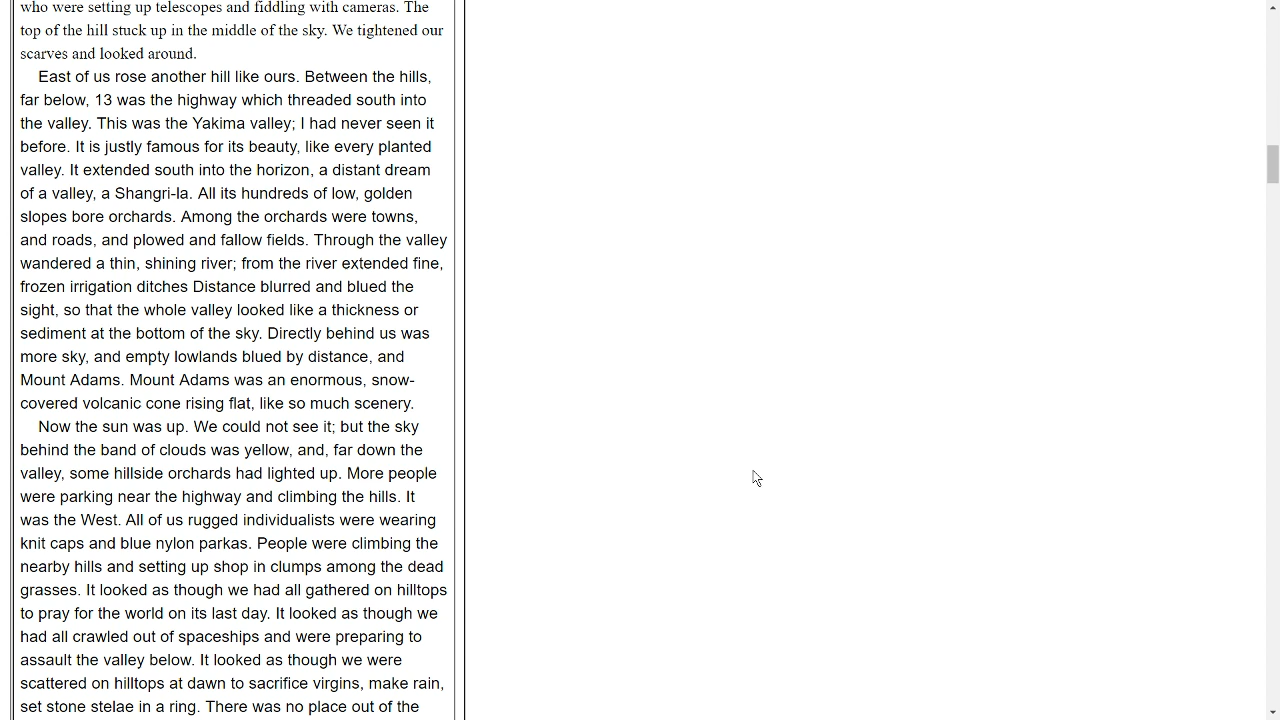 who were setting up telescopes and fiddling with cameras. The
top of the hill stuck up in the middle of the sky. We tightened our
scarves and looked around.
East of us rose another hill like ours. Between the hills,
far below, 13 was the highway which threaded south into
the valley. This was the Yakima valley; I had never seen it
before. It is justly famous for its beauty, like every planted
valley. It extended south into the horizon, a distant dream
of a valley, a Shangri-la. All its hundreds of low, golden
slopes bore orchards. Among the orchards were towns,
and roads, and plowed and fallow fields. Through the valley
wandered a thin, shining river; from the river extended fine,
frozen irrigation ditches Distance blurred and blued the
sight, so that the whole valley looked like a thickness or
sediment at the bottom of the sky. Directly behind us was
more sky, and empty lowlands blued by distance, and
Mount Adams. Mount Adams was an enormous, snow-
covered volcanic cone rising flat, like so much scenery.
Now the sun was up. We could not see it; but the sky
behind the band of clouds was yellow, and, far down the
valley, some hillside orchards had lighted up. More people
were parking near the highway and climbing the hills. It
was the West. All of us rugged individualists were wearing
knit caps and blue nylon parkas. People were climbing the
nearby hills and setting up shop in clumps among the dead
grasses. It looked as though we had all gathered on hilltops
to pray for the world on its last day. It looked as though we
had all crawled out of spaceships and were preparing to
assault the valley below. It looked as though we were
scattered on hilltops at dawn to sacrifice virgins, make rain,
set stone stelae in a ring. There was no place out of the